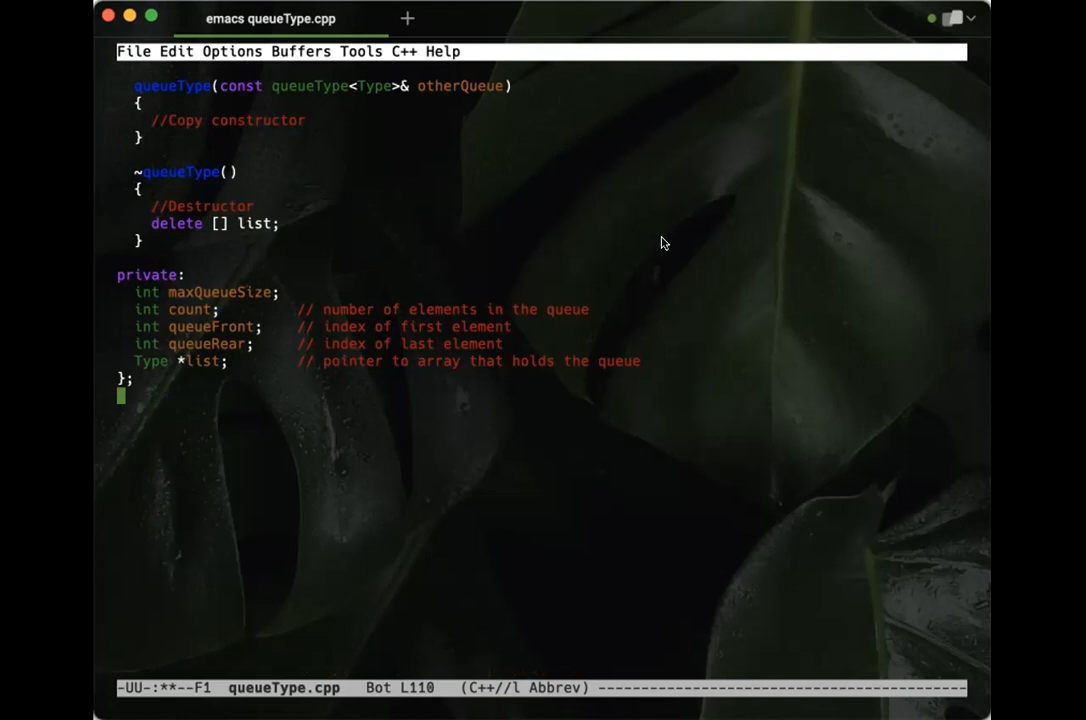 emacs queueType.cpp
File Edit Options Buffers Tools C++ Help
queueType(const queueType<Type>& otherQueue)
{
//Copy constructor
}
~queueType()
{
//Destructor
delete [] list;
}
private:
int maxQueueSize;
int count; // number of elements in the queue
int queueFront; // index of first element
int queueRear; // index of last element
Type *list; // pointer to array that holds the queue
};
-UU-:**--F1 queueType.cpp Bot L110 (C++//l Abbrev) -------------------------------------------